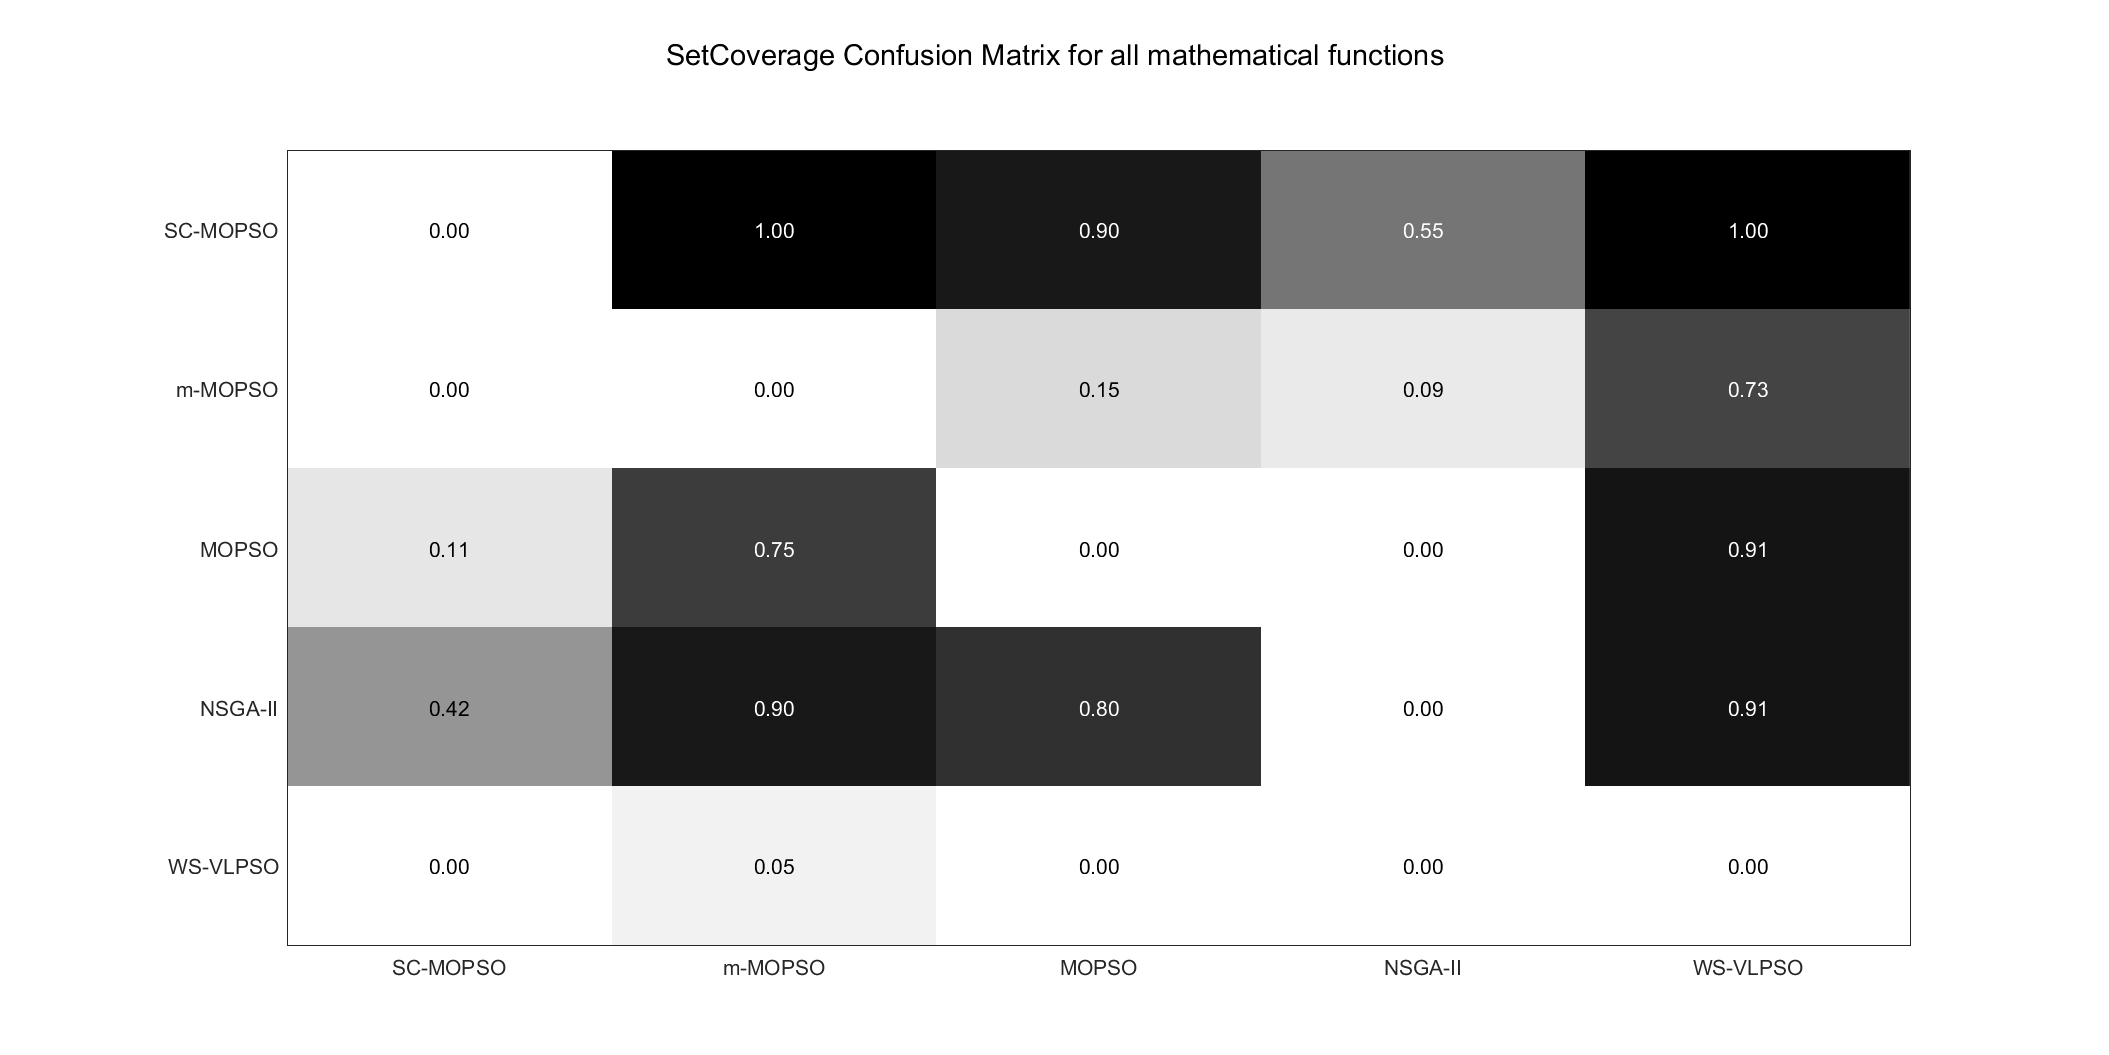 SetCoverage Confusion Matrix for all mathematical functions
SC-MOPSO 0.00 1.00 0.90 0.55 1.00
m-MOPSO 0.00 0.00 0.15 0.09 0.73
MOPSO 0.11 0.75 0.00 0.00 0.91
NSGA-II 0.42 0.90 0.80 0.00 0.91
WS-VLPSO 0.00 0.05 0.00 0.00 0.00
SC-MOPSO m-MOPSO MOPSO NSGA-II WS-VLPSO